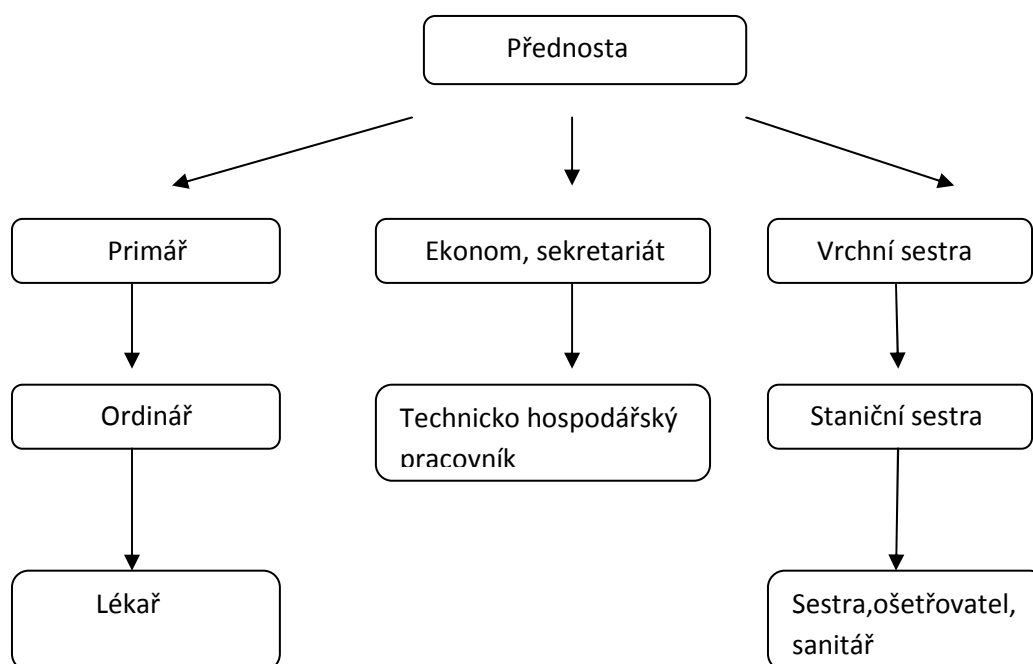 Přednosta
Primář
Ekonom, sekretariát
Vrchní sestra
Ordinář
Technicko hospodářský
pracovník
Staniční sestra
Lékař
Sestra,ošetřovatel,
sanitář